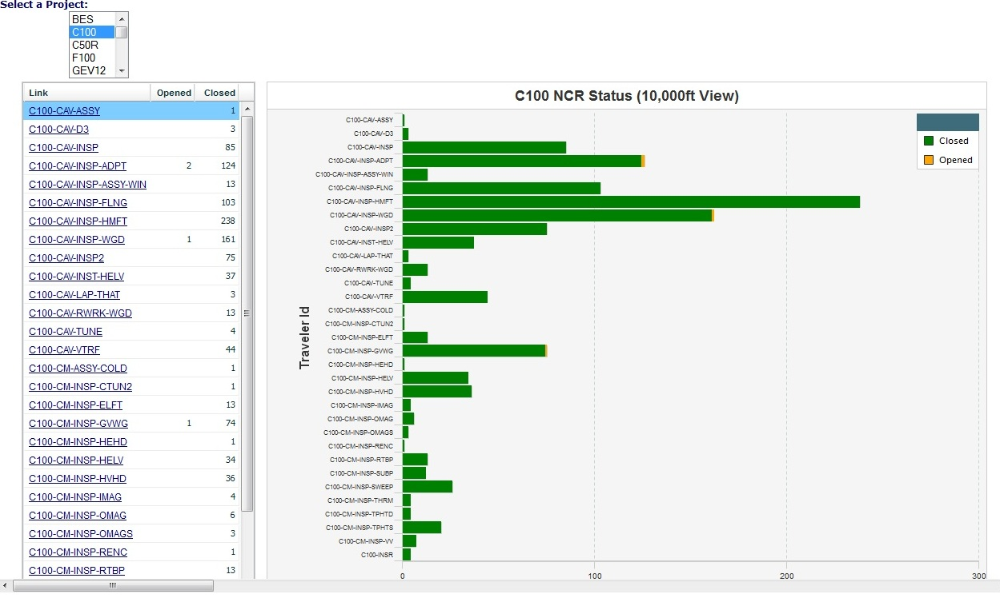 Select a Project:
BES
C100
C50R
F100
GEV12
Link Opened Closed
C100-CAV-ASSY 1
C100-CAV-D3 3
C100-CAV-INSP 85
C100-CAV-INSP-ADPT 2 124
C100-CAV-INSP-ASSY-WIN 13
C100-CAV-INSP-FLNG 103
C100-CAV-INSP-HMFT 238
C100-CAV-INSP-WGD 1 161
C100-CAV-INSP2 75
C100-CAV-INST-HELV 37
C100-CAV-LAP-THAT 3
C100-CAV-RWRK-WGD 13
C100-CAV-TUNE 4
C100-CAV-VTRF 44
C100-CM-ASSY-COLD 1
C100-CM-INSP-CTUN2 1
C100-CM-INSP-ELFT 13
C100-CM-INSP-GVWG 1 74
C100-CM-INSP-HEHD 1
C100-CM-INSP-HELV 34
C100-CM-INSP-HVHD 36
C100-CM-INSP-IMAG 4
C100-CM-INSP-OMAG 6
C100-CM-INSP-OMAGS 3
C100-CM-INSP-RENC 1
C100-CM-INSP-RTBP 13
C100 NCR Status (10,000ft View)
Closed
Opened
Traveler Id
C100-CAV-ASSY
C100-CAV-D3
C100-CAV-INSP
C100-CAV-INSP-ADPT
C100-CAV-INSP-ASSY-WIN
C100-CAV-INSP-FLNG
C100-CAV-INSP-HMFT
C100-CAV-INSP-WGD
C100-CAV-INSP2
C100-CAV-INST-HELV
C100-CAV-LAP-THAT
C100-CAV-RWRK-WGD
C100-CAV-TUNE
C100-CAV-VTRF
C100-CM-ASSY-COLD
C100-CM-INSP-CTUN2
C100-CM-INSP-ELFT
C100-CM-INSP-GVWG
C100-CM-INSP-HEHD
C100-CM-INSP-HELV
C100-CM-INSP-HVHD
C100-CM-INSP-IMAG
C100-CM-INSP-OMAG
C100-CM-INSP-OMAGS
C100-CM-INSP-RENC
C100-CM-INSP-RTBP
C100-CM-INSP-SUBP
C100-CM-INSP-SWEEP
C100-CM-INSP-THRM
C100-CM-INSP-TPHTD
C100-CM-INSP-TPHTS
C100-CM-INSP-VV
C100-INSR
0 100 200 300